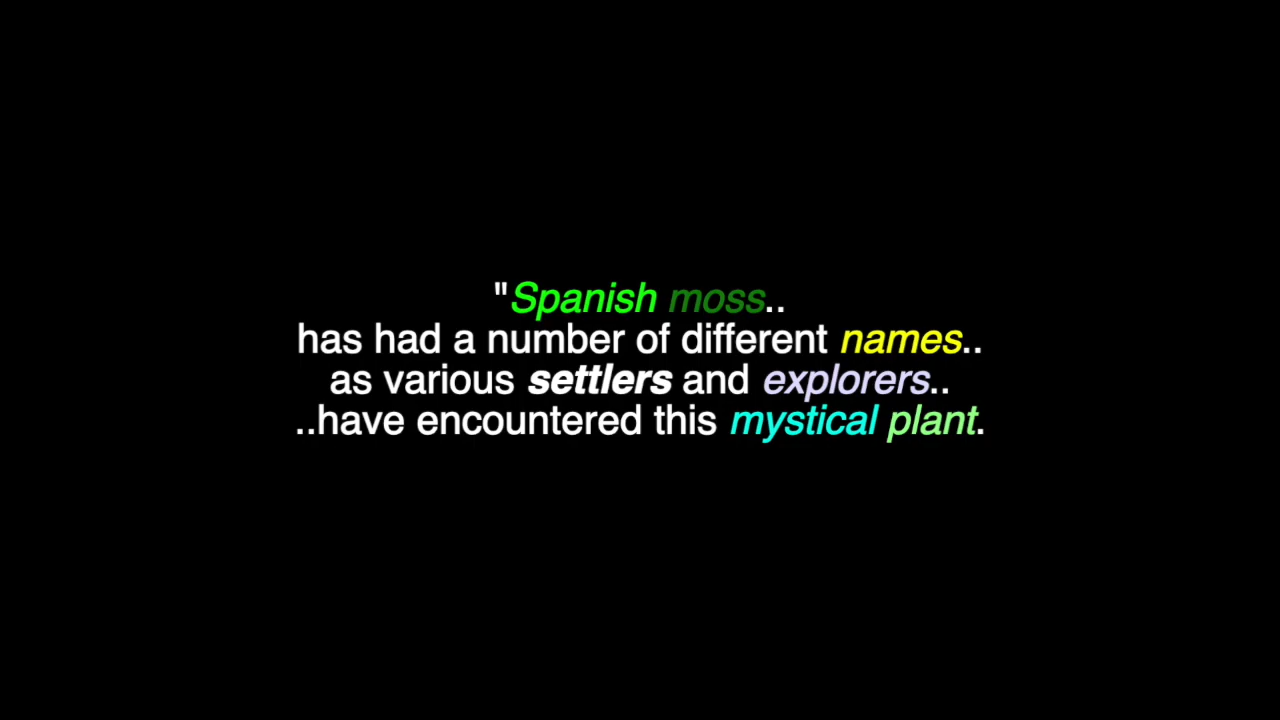 "Spanish moss..
has had a number of different names..
as various settlers and explorers..
..have encountered this mystical plant.